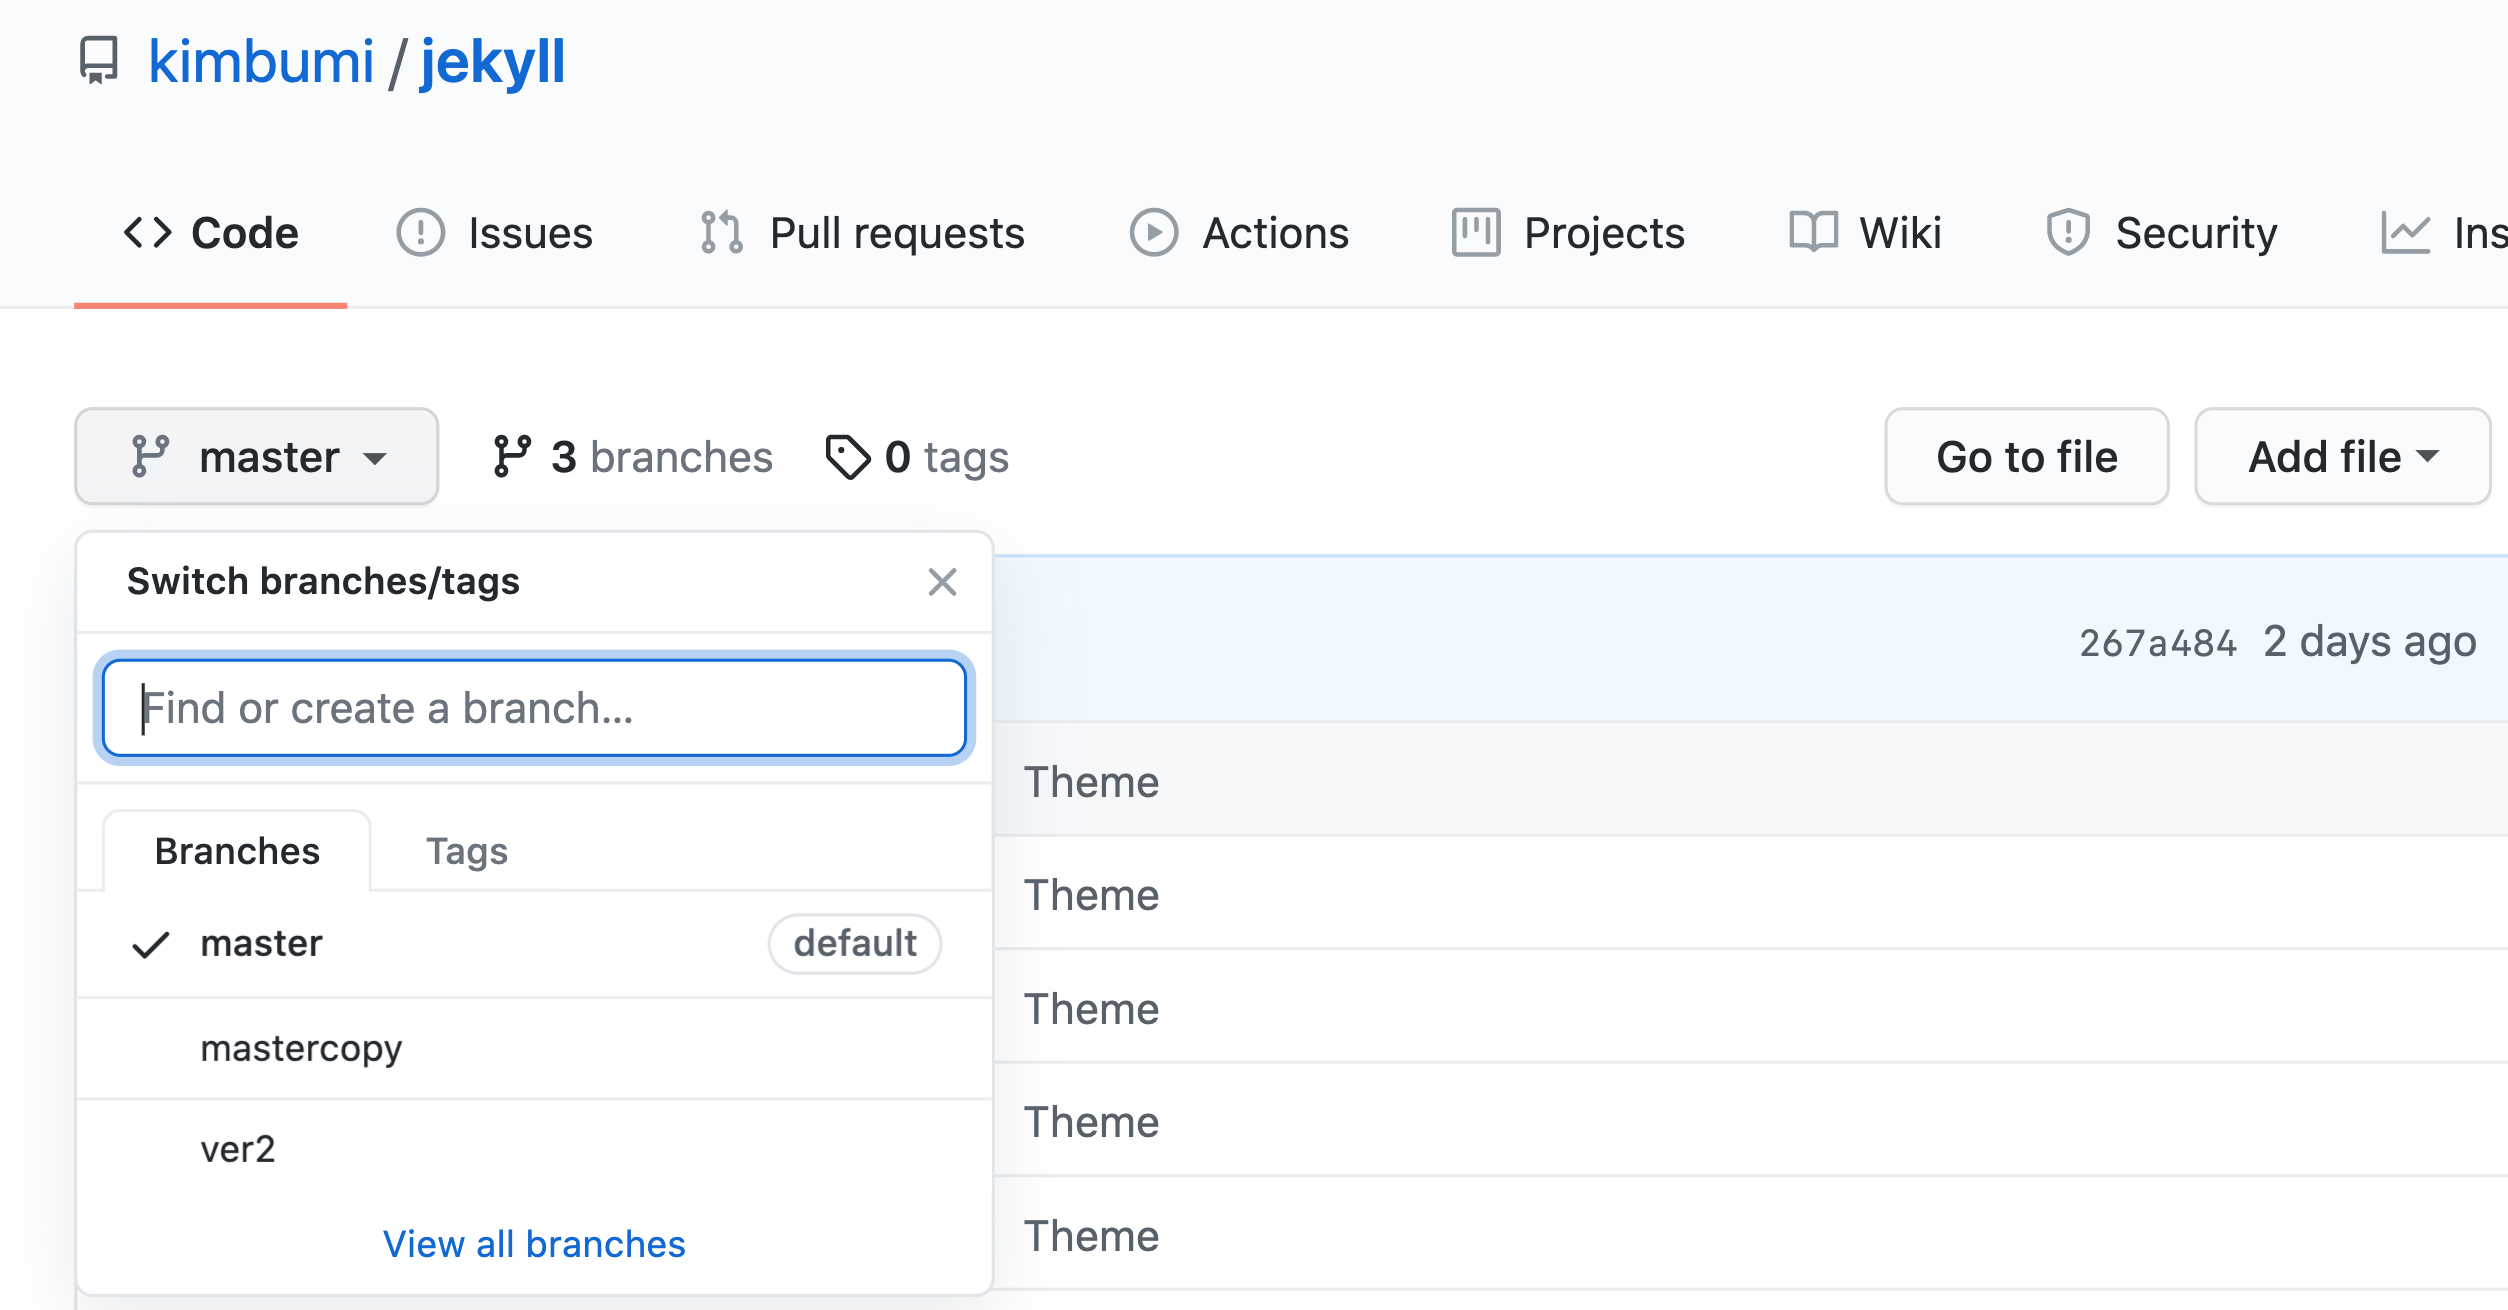 kimbumi / jekyll
Code Issues Pull requests Actions Projects Wiki Security Ins
master 3 branches 0 tags Go to file Add file
Switch branches/tags
267a484 2 days ago
Find or create a branch...
Theme
Branches Tags
Theme
master default
Theme
mastercopy
Theme
ver2
Theme
View all branches